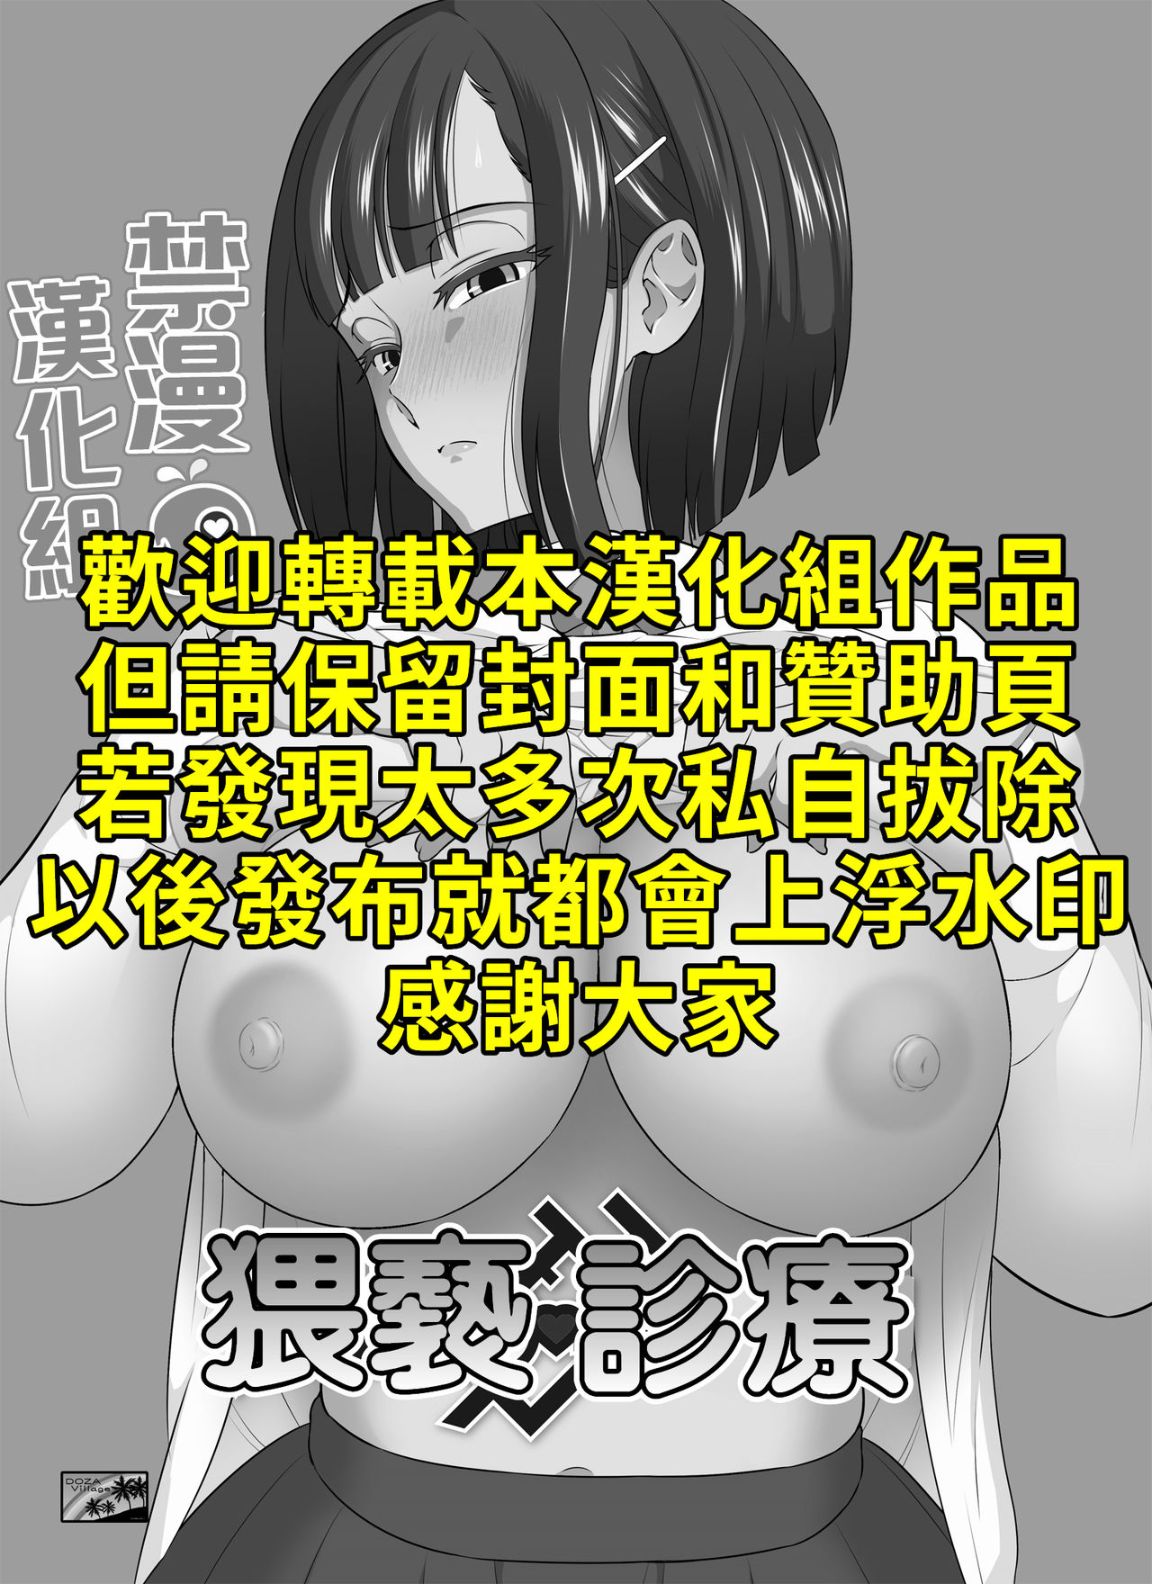 禁漫
漢化組
歡迎轉載本漢化組作品
但請保留封面和贊助頁
若發現太多次私自拔除
以後發布就都會上浮水印
感謝大家
猥褻診療
DOZA
Village